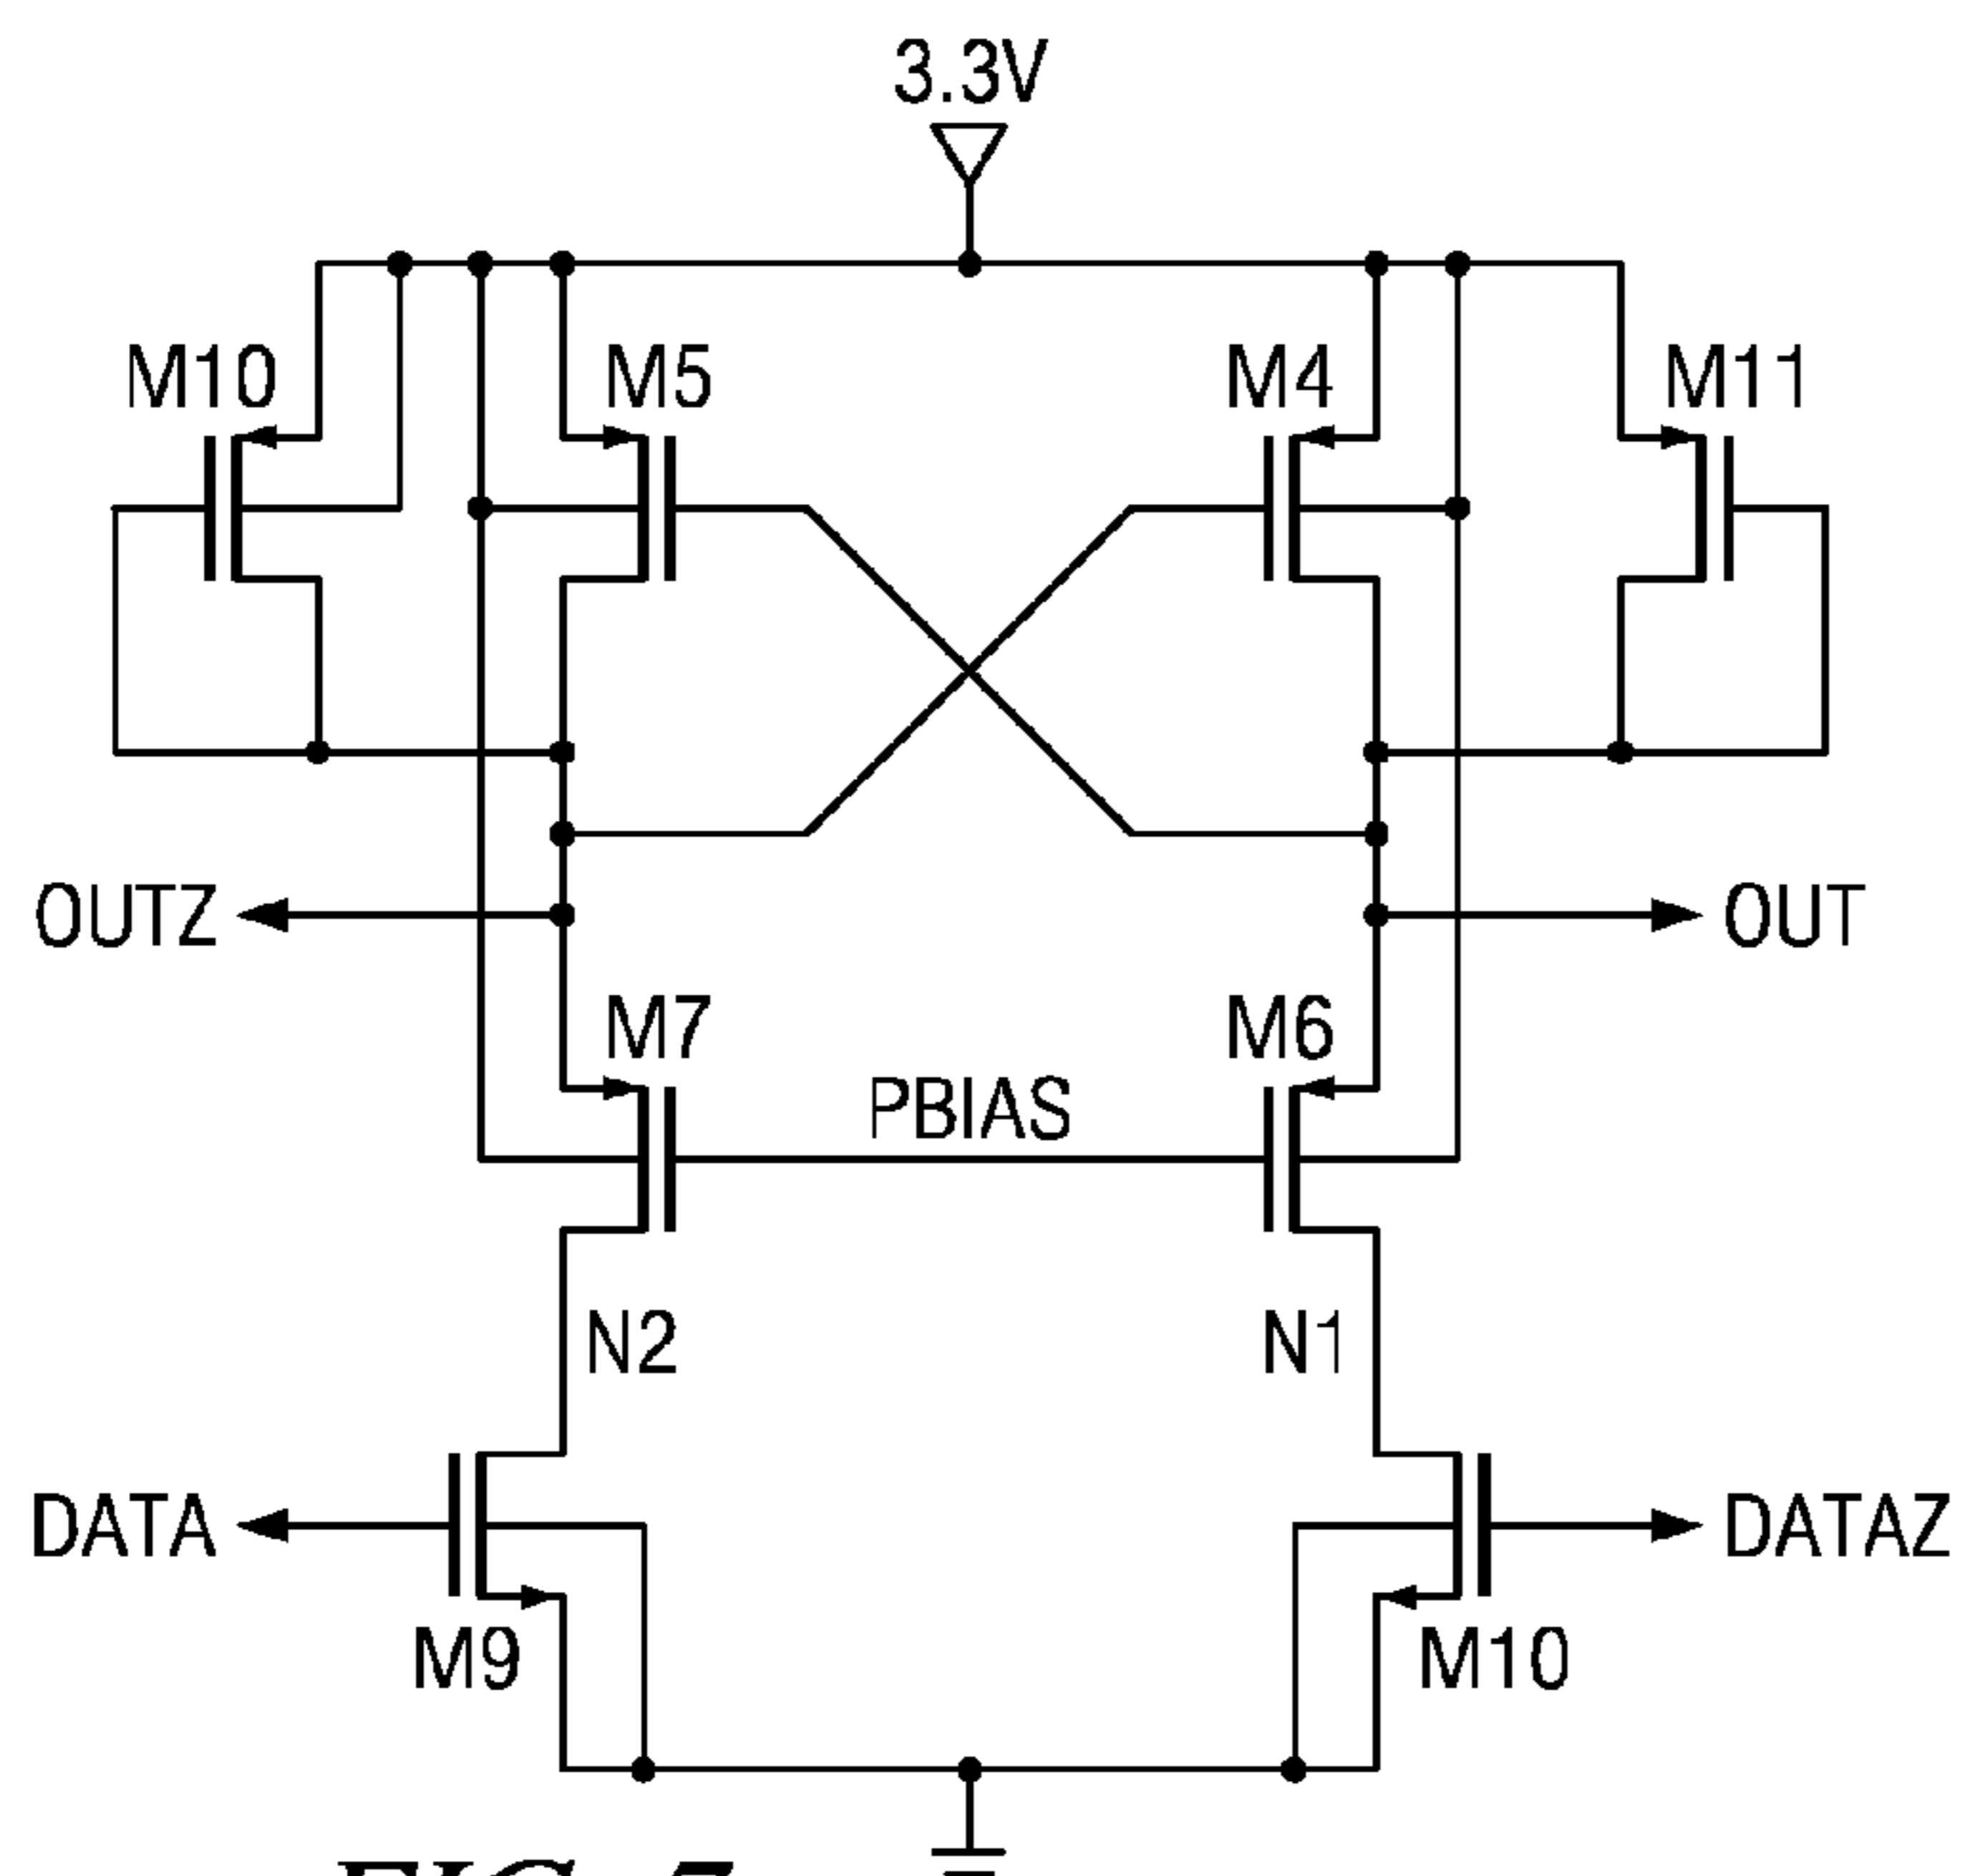 3.3V
M10 M5 M4 M11
OUTZ OUT
M7 M6
PBIAS
N2 N1
DATA DATAZ
M9 M10